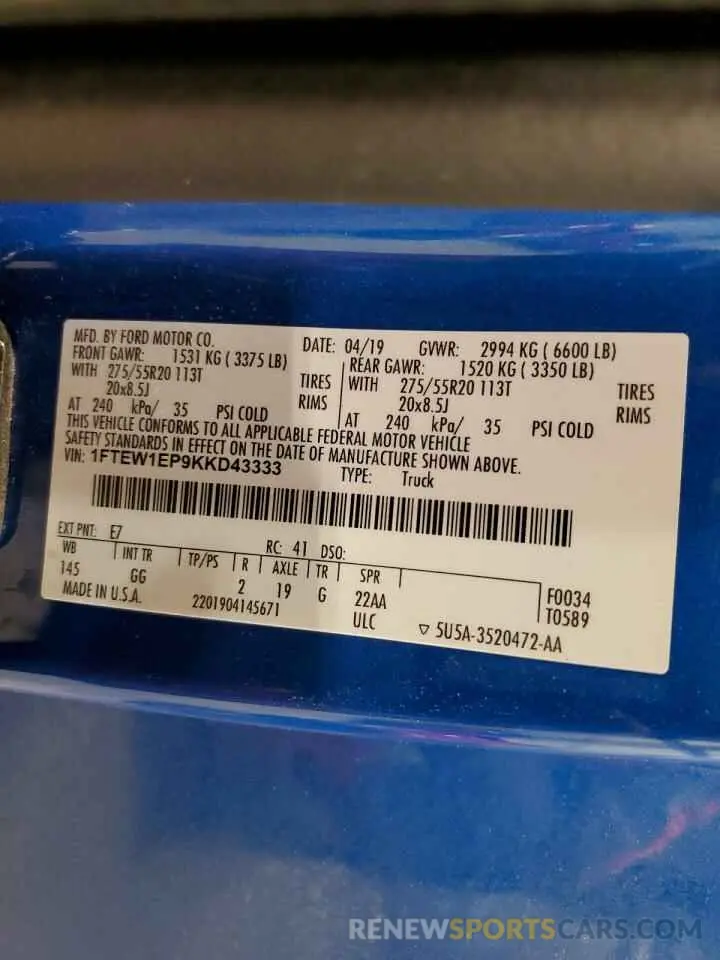 MFD. BY FORD MOTOR CO. DATE: 04/19 GVWR: 2994 KG ( 6600 LB)
FRONT GAWR: 1531 KG ( 3375 LB) REAR GAWR: 1520 KG ( 3350 LB)
WITH 275/55R20 113T TIRES WITH 275/55R20 113T TIRES
20x8.5J RIMS 20x8.5J RIMS
AT 240 kPa/ 35 PSI COLD AT 240 kPa/ 35 PSI COLD
THIS VEHICLE CONFORMS TO ALL APPLICABLE FEDERAL MOTOR VEHICLE
SAFETY STANDARDS IN EFFECT ON THE DATE OF MANUFACTURE SHOWN ABOVE.
VIN: 1FTEW1EP9KKD43333 TYPE: Truck
EXT PNT: E7 RC: 41 DSO:
WB INT TR TP/PS R AXLE TR SPR
145 GG 2 19 G 22AA F0034
MADE IN U.S.A. 2201904145671 ULC T0589
▽ 5U5A-3520472-AA
RENEWSPORTSCARS.COM